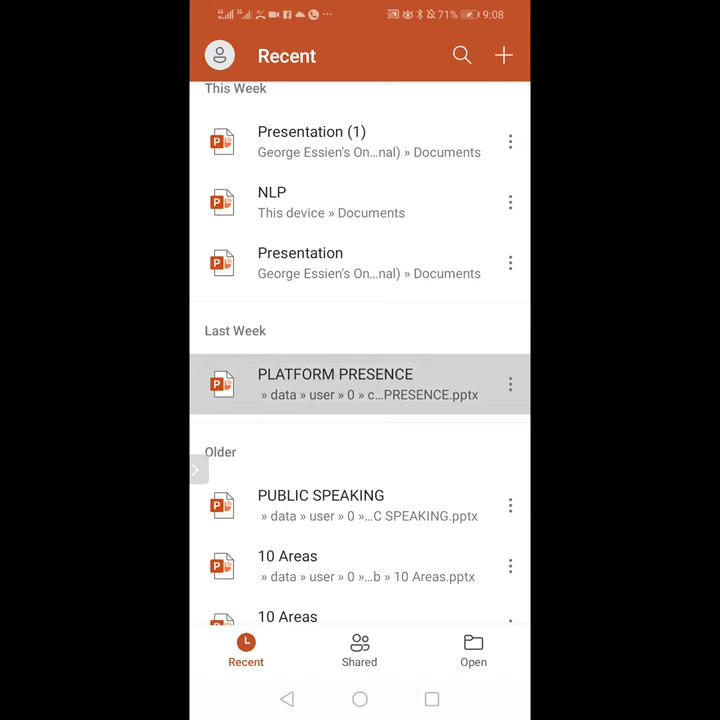 4G 3G 71% 9:08
Recent
This Week
Presentation (1)
George Essien's On...nal) » Documents
NLP
This device » Documents
Presentation
George Essien's On...nal) » Documents
Last Week
PLATFORM PRESENCE
» data » user » 0 » c...PRESENCE.pptx
Older
PUBLIC SPEAKING
» data » user » 0 »...C SPEAKING.pptx
10 Areas
» data » user » 0 »...b » 10 Areas.pptx
10 Areas
Recent Shared Open